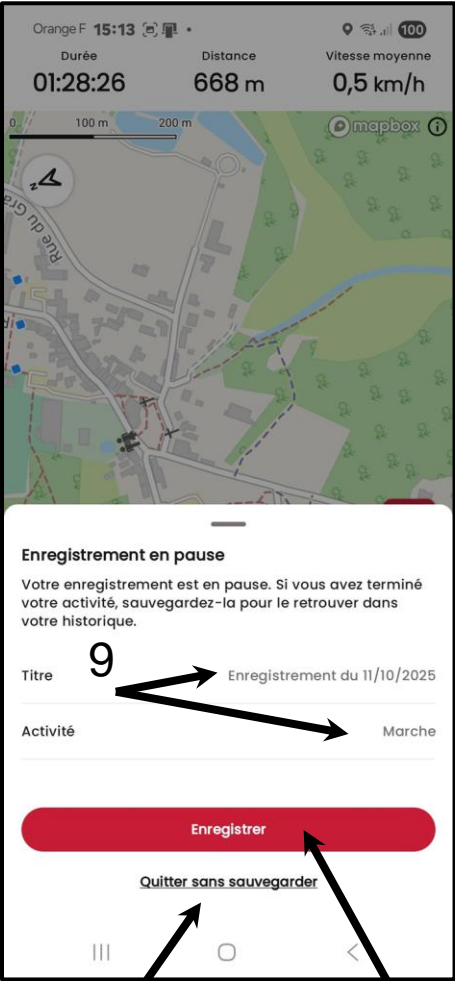 Orange F 15:13 100
Durée Distance Vitesse moyenne
01:28:26 668 m 0,5 km/h
0 100 m 200 m mapbox
N
Rue du Gra
Enregistrement en pause
Votre enregistrement est en pause. Si vous avez terminé
votre activité, sauvegardez-la pour le retrouver dans
votre historique.
9
Titre Enregistrement du 11/10/2025
Activité Marche
Enregistrer
Quitter sans sauvegarder